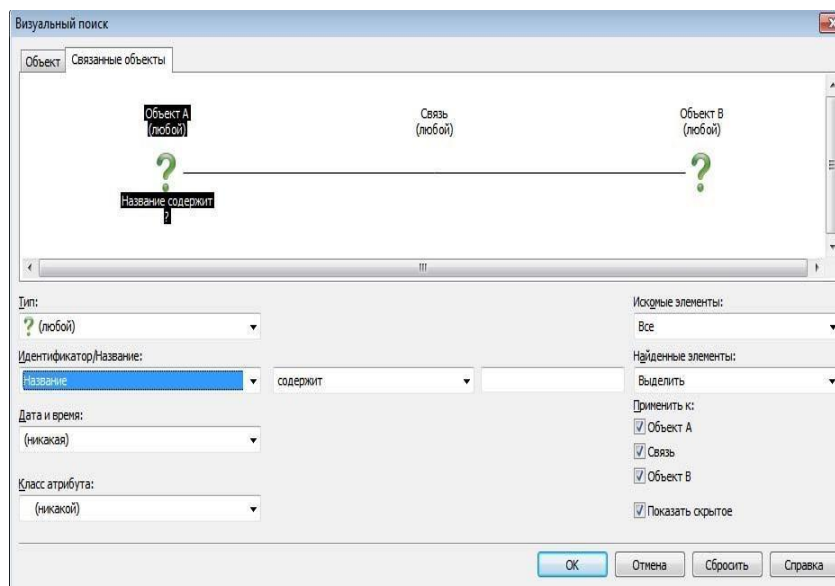 Визуальный поиск
Объект Связанные объекты
Объект А Связь Объект В
(любой) (любой) (любой)
Название содержит
?
Тип: Искомые элементы:
(любой) Все
Идентификатор/Название: Найденные элементы:
Название содержит Выделить
Дата и время: Применить к:
(никакая) Объект А
Связь
Класс атрибута: Объект В
(никакой) Показать скрытое
ОК Отмена Сбросить Справка